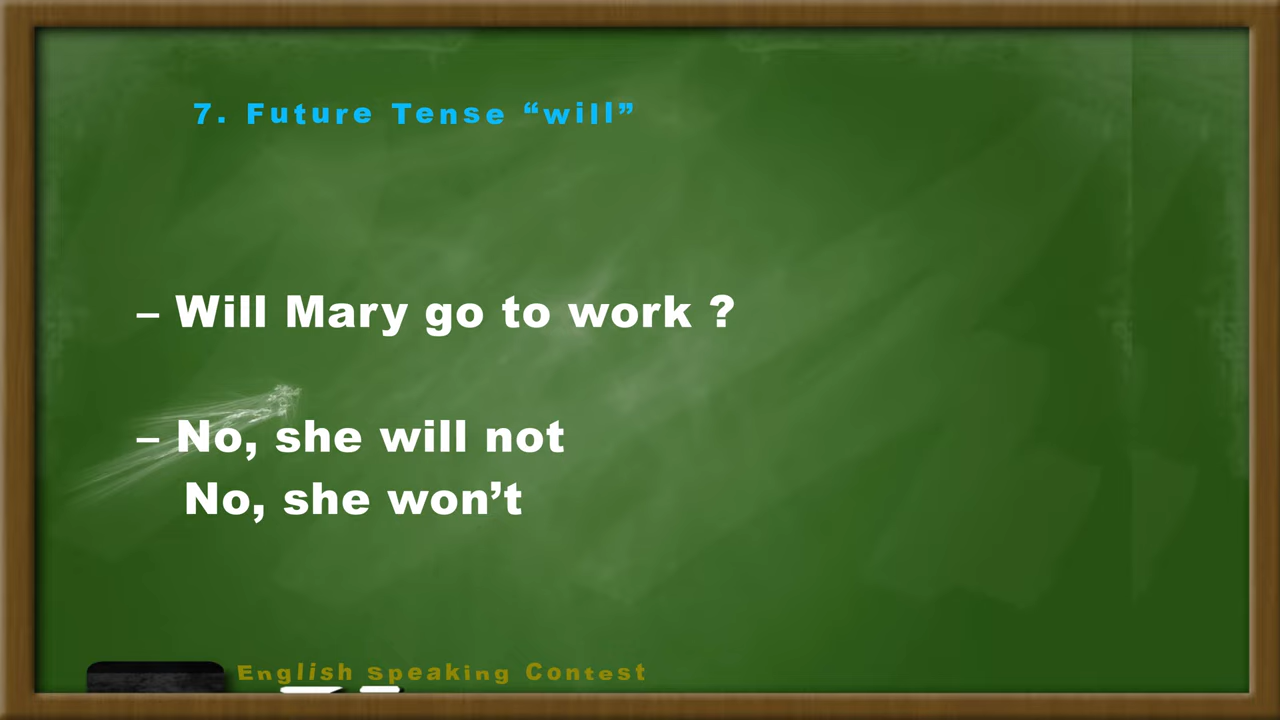 7. Future Tense “will”
– Will Mary go to work ?
– No, she will not
No, she won’t
English speaking Contest